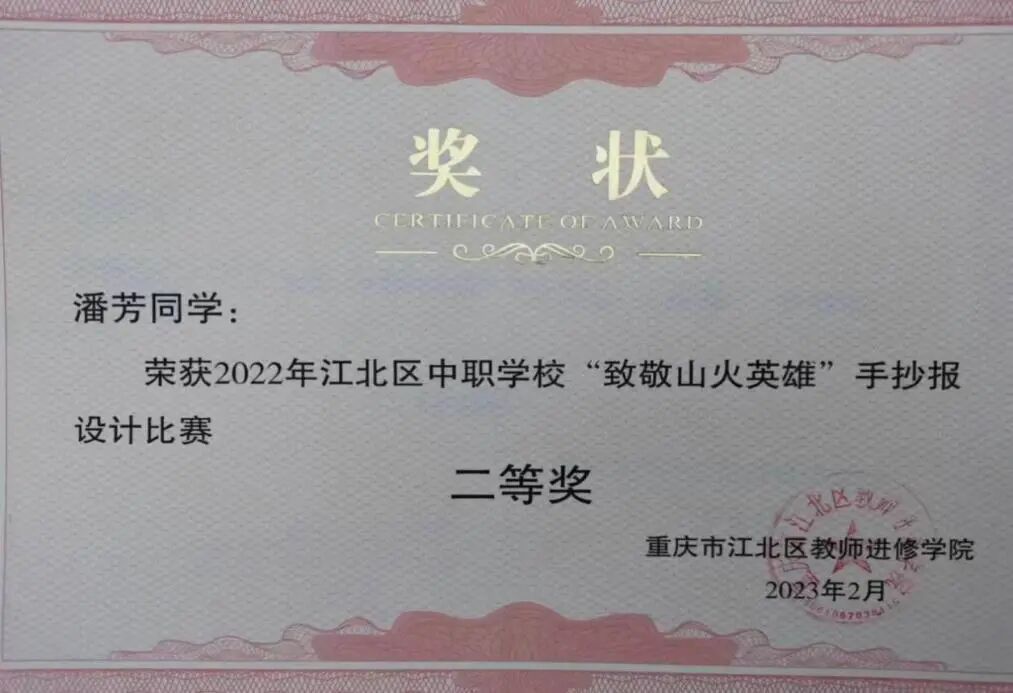 奖 状
CERTIFICATE OF AWARD
潘芳同学：
荣获2022年江北区中职学校“致敬山火英雄”手抄报
设计比赛
二等奖
重庆市江北区教师进修学院
2023年2月